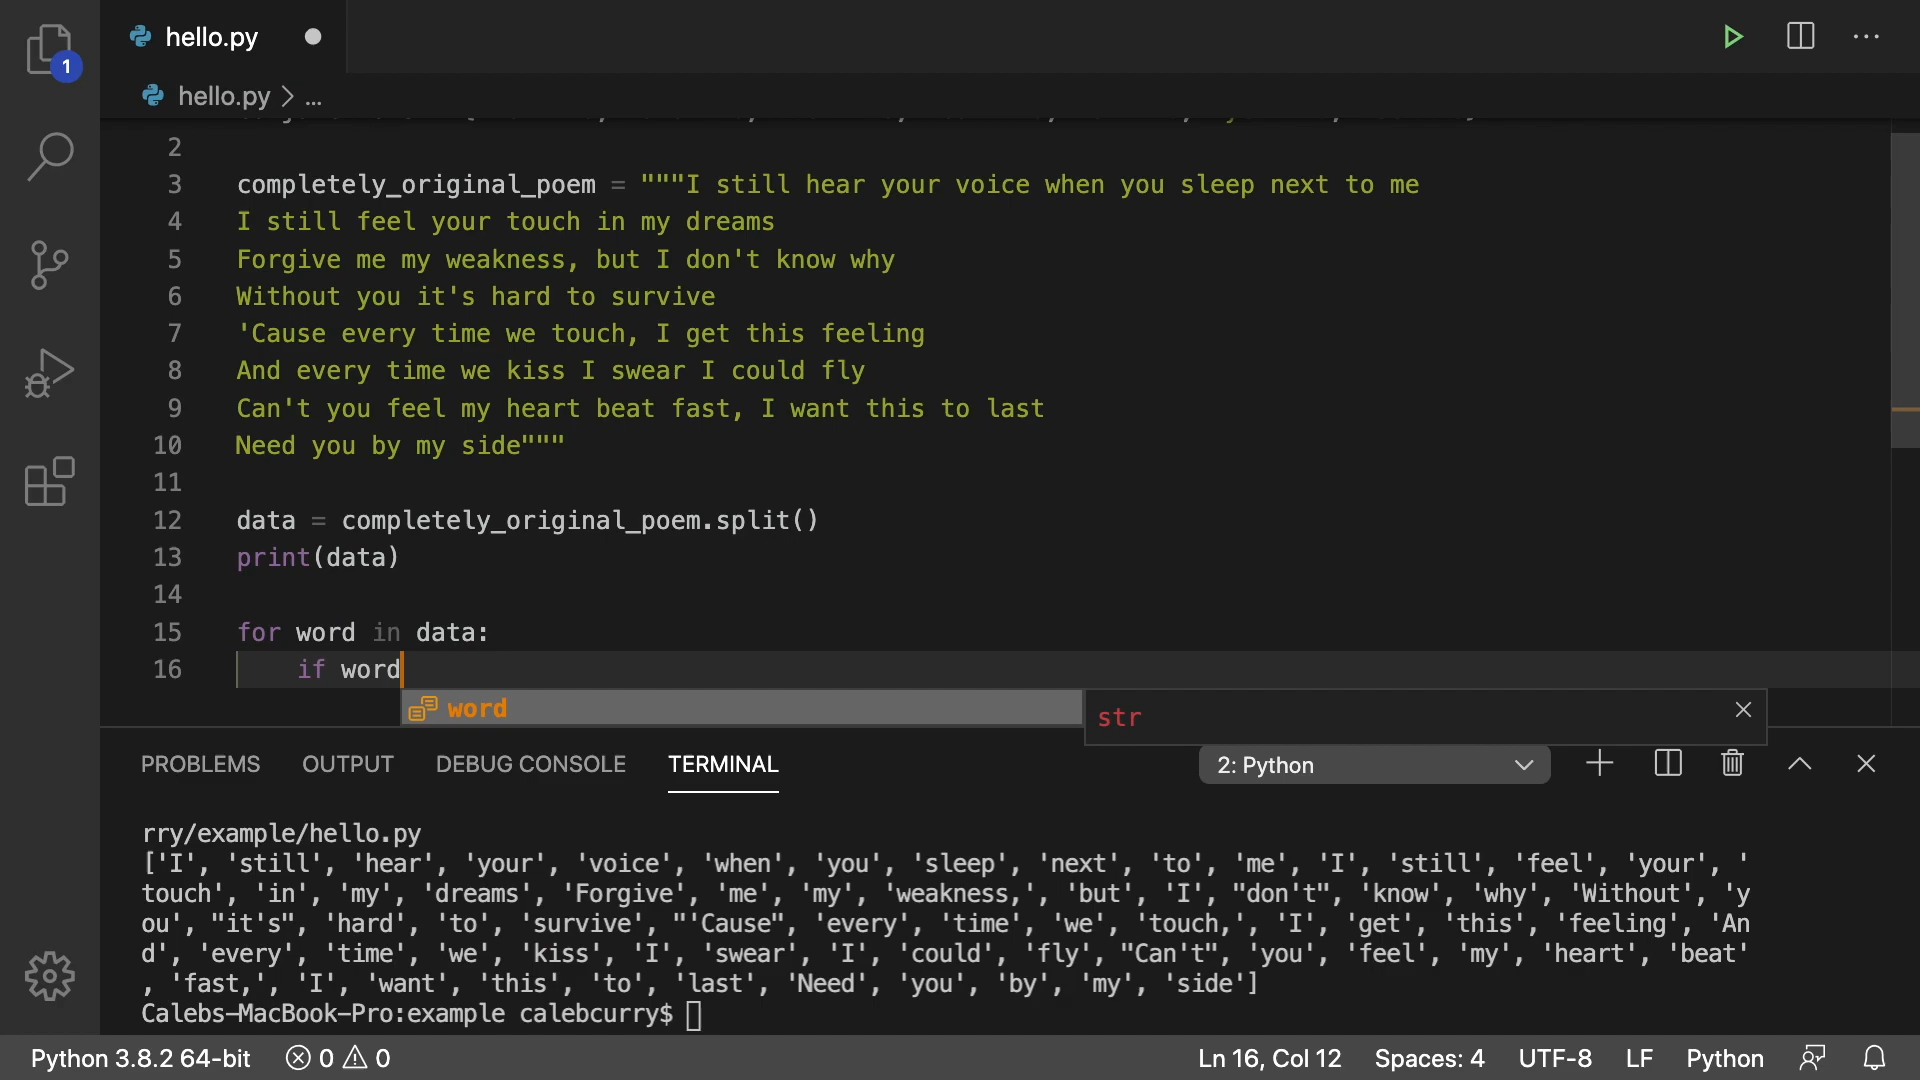 1
hello.py
hello.py > ...
2
3 completely_original_poem = """I still hear your voice when you sleep next to me
4 I still feel your touch in my dreams
5 Forgive me my weakness, but I don't know why
6 Without you it's hard to survive
7 'Cause every time we touch, I get this feeling
8 And every time we kiss I swear I could fly
9 Can't you feel my heart beat fast, I want this to last
10 Need you by my side"""
11
12 data = completely_original_poem.split()
13 print(data)
14
15 for word in data:
16 if word
word
str
PROBLEMS OUTPUT DEBUG CONSOLE TERMINAL 2: Python
rry/example/hello.py
['I', 'still', 'hear', 'your', 'voice', 'when', 'you', 'sleep', 'next', 'to', 'me', 'I', 'still', 'feel', 'your', '
touch', 'in', 'my', 'dreams', 'Forgive', 'me', 'my', 'weakness,', 'but', 'I', "don't", 'know', 'why', 'Without', 'y
ou', "it's", 'hard', 'to', 'survive', "'Cause", 'every', 'time', 'we', 'touch,', 'I', 'get', 'this', 'feeling', 'An
d', 'every', 'time', 'we', 'kiss', 'I', 'swear', 'I', 'could', 'fly', "Can't", 'you', 'feel', 'my', 'heart', 'beat'
, 'fast,', 'I', 'want', 'this', 'to', 'last', 'Need', 'you', 'by', 'my', 'side']
Calebs-MacBook-Pro:example calebcurry$
Python 3.8.2 64-bit 0 0 Ln 16, Col 12 Spaces: 4 UTF-8 LF Python